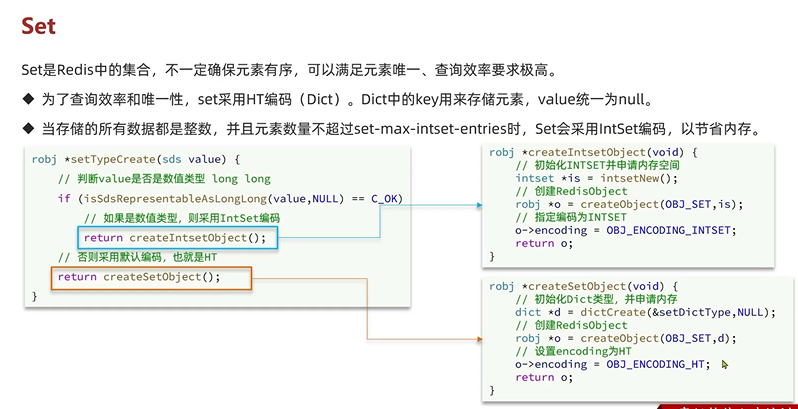 Set
Set是Redis中的集合，不一定确保元素有序，可以满足元素唯一、查询效率要求极高。
◆ 为了查询效率和唯一性，set采用HT编码（Dict）。Dict中的key用来存储元素，value统一为null。
◆ 当存储的所有数据都是整数，并且元素数量不超过set-max-intset-entries时，Set会采用IntSet编码，以节省内存。
robj *setTypeCreate(sds value) {
// 判断value是否是数值类型 long long
if (isSdsRepresentableAsLongLong(value,NULL) == C_OK)
// 如果是数值类型，则采用IntSet编码
return createIntsetObject();
// 否则采用默认编码，也就是HT
return createSetObject();
}
robj *createIntsetObject(void) {
// 初始化INTSET并申请内存空间
intset *is = intsetNew();
// 创建RedisObject
robj *o = createObject(OBJ_SET,is);
// 指定编码为INTSET
o->encoding = OBJ_ENCODING_INTSET;
return o;
}
robj *createSetObject(void) {
// 初始化Dict类型，并申请内存
dict *d = dictCreate(&setDictType,NULL);
// 创建RedisObject
robj *o = createObject(OBJ_SET,d);
// 设置encoding为HT
o->encoding = OBJ_ENCODING_HT;
return o;
}